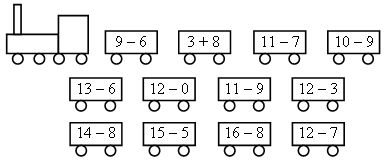 9 – 6 3 + 8 11 – 7 10 – 9
13 – 6 12 – 0 11 – 9 12 – 3
14 – 8 15 – 5 16 – 8 12 – 7